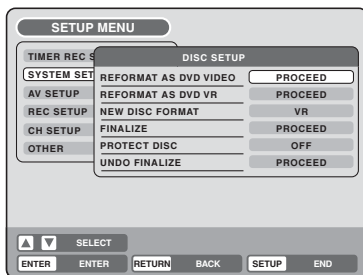 SETUP MENU
TIMER REC S
DISC SETUP
SYSTEM SET
REFORMAT AS DVD VIDEO PROCEED
AV SETUP
REFORMAT AS DVD VR PROCEED
REC SETUP
NEW DISC FORMAT VR
CH SETUP
FINALIZE PROCEED
OTHER
PROTECT DISC OFF
UNDO FINALIZE PROCEED
SELECT
ENTER ENTER RETURN BACK SETUP END